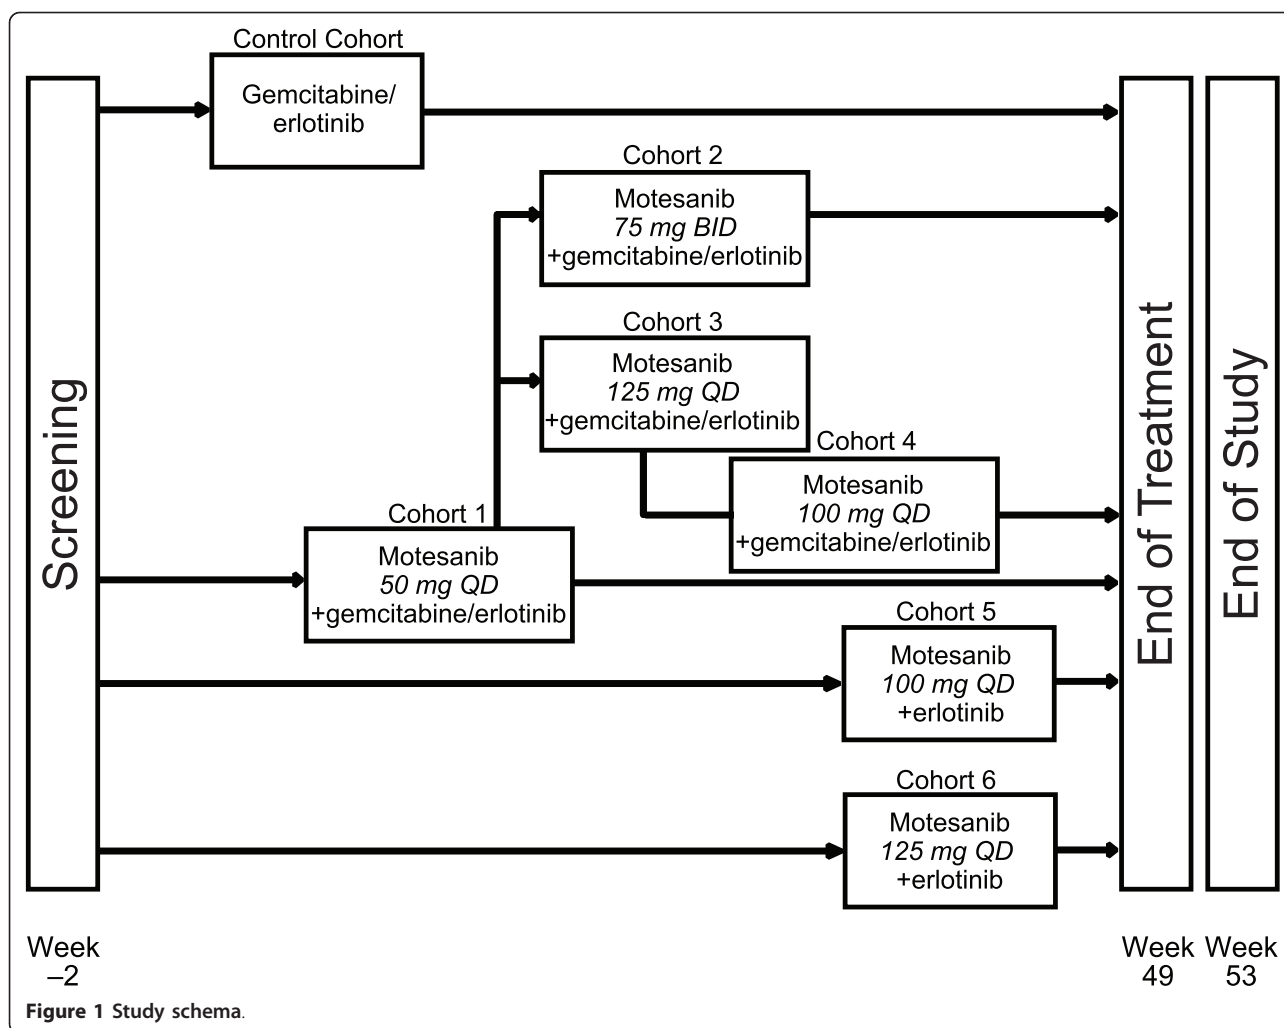 Control Cohort
Gemcitabine/
erlotinib
Cohort 2
Motesanib
75 mg BID
+gemcitabine/erlotinib
Cohort 3
Motesanib
125 mg QD
+gemcitabine/erlotinib
Cohort 4
Motesanib
100 mg QD
+gemcitabine/erlotinib
Cohort 1
Motesanib
50 mg QD
+gemcitabine/erlotinib
Cohort 5
Motesanib
100 mg QD
+erlotinib
Cohort 6
Motesanib
125 mg QD
+erlotinib
Screening
End of Treatment
End of Study
Week
–2
Week
49
Week
53
Figure 1 Study schema.